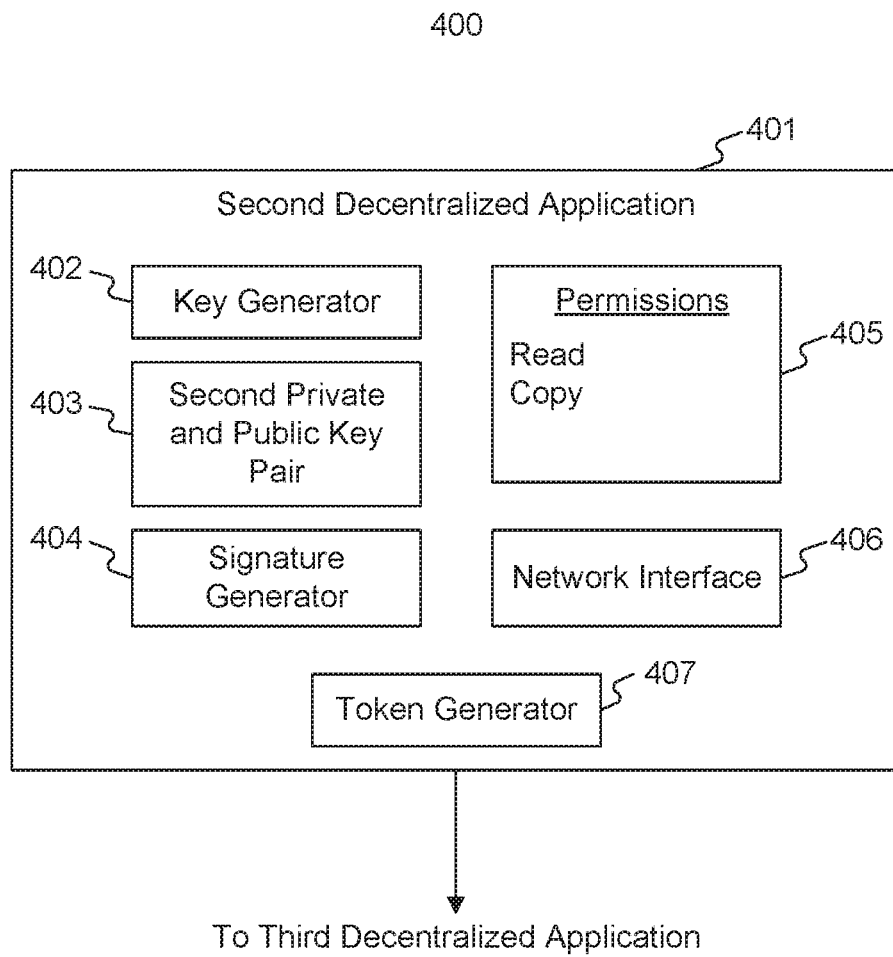 400
401
Second Decentralized Application
402
Key Generator
Permissions
Read
Copy
405
403
Second Private
and Public Key
Pair
404
Signature
Generator
406
Network Interface
407
Token Generator
To Third Decentralized Application